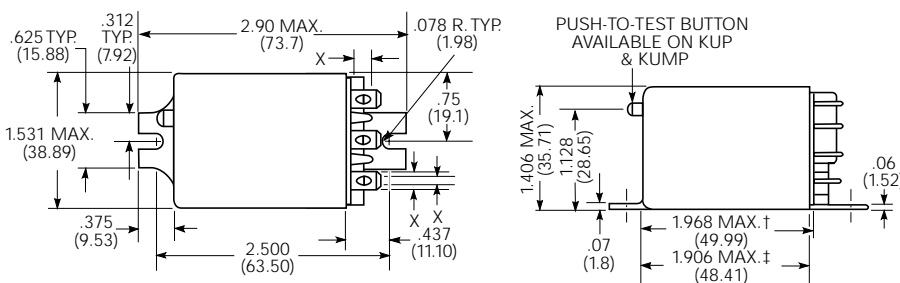 .312
TYP.
(7.92)
.625 TYP.
(15.88)
2.90 MAX.
(73.7)
.078 R. TYP.
(1.98)
X
.75
(19.1)
1.531 MAX.
(38.89)
.375
(9.53)
2.500
(63.50)
X
X
.437
(11.10)
PUSH-TO-TEST BUTTON
AVAILABLE ON KUP
& KUMP
1.406 MAX.
(35.71)
1.128
(28.65)
.06
(1.52)
.07
(1.8)
1.968 MAX.†
(49.99)
1.906 MAX.‡
(48.41)